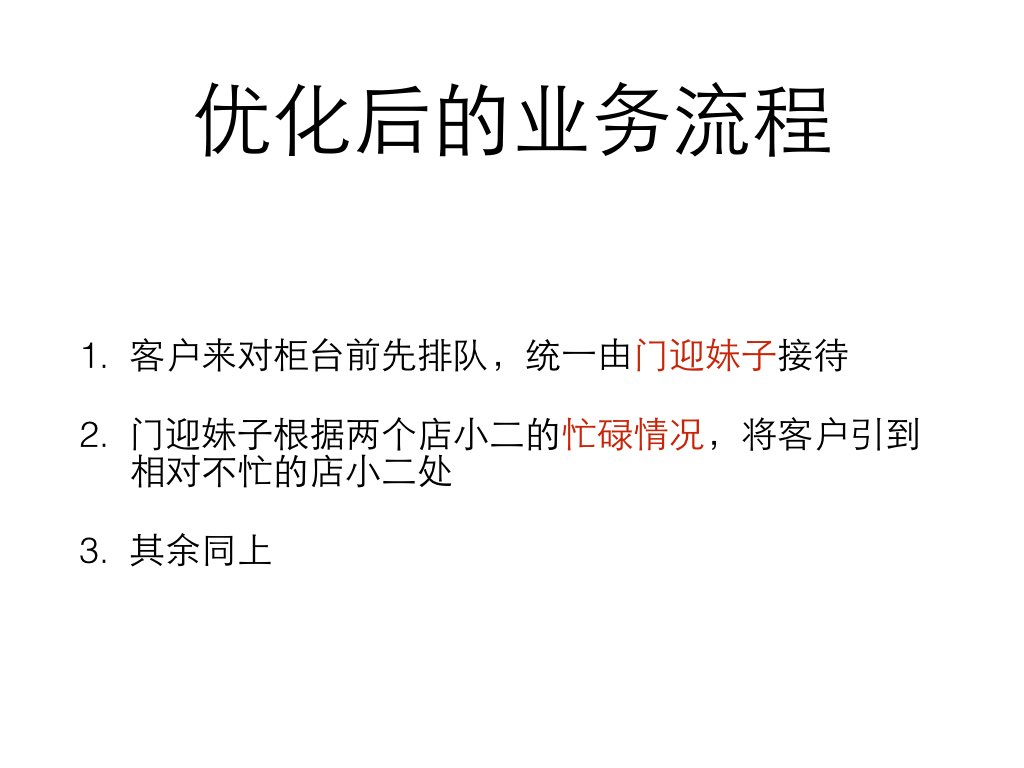 优化后的业务流程
1. 客户来对柜台前先排队，统一由门迎妹子接待
2. 门迎妹子根据两个店小二的忙碌情况，将客户引到
相对不忙的店小二处
3. 其余同上